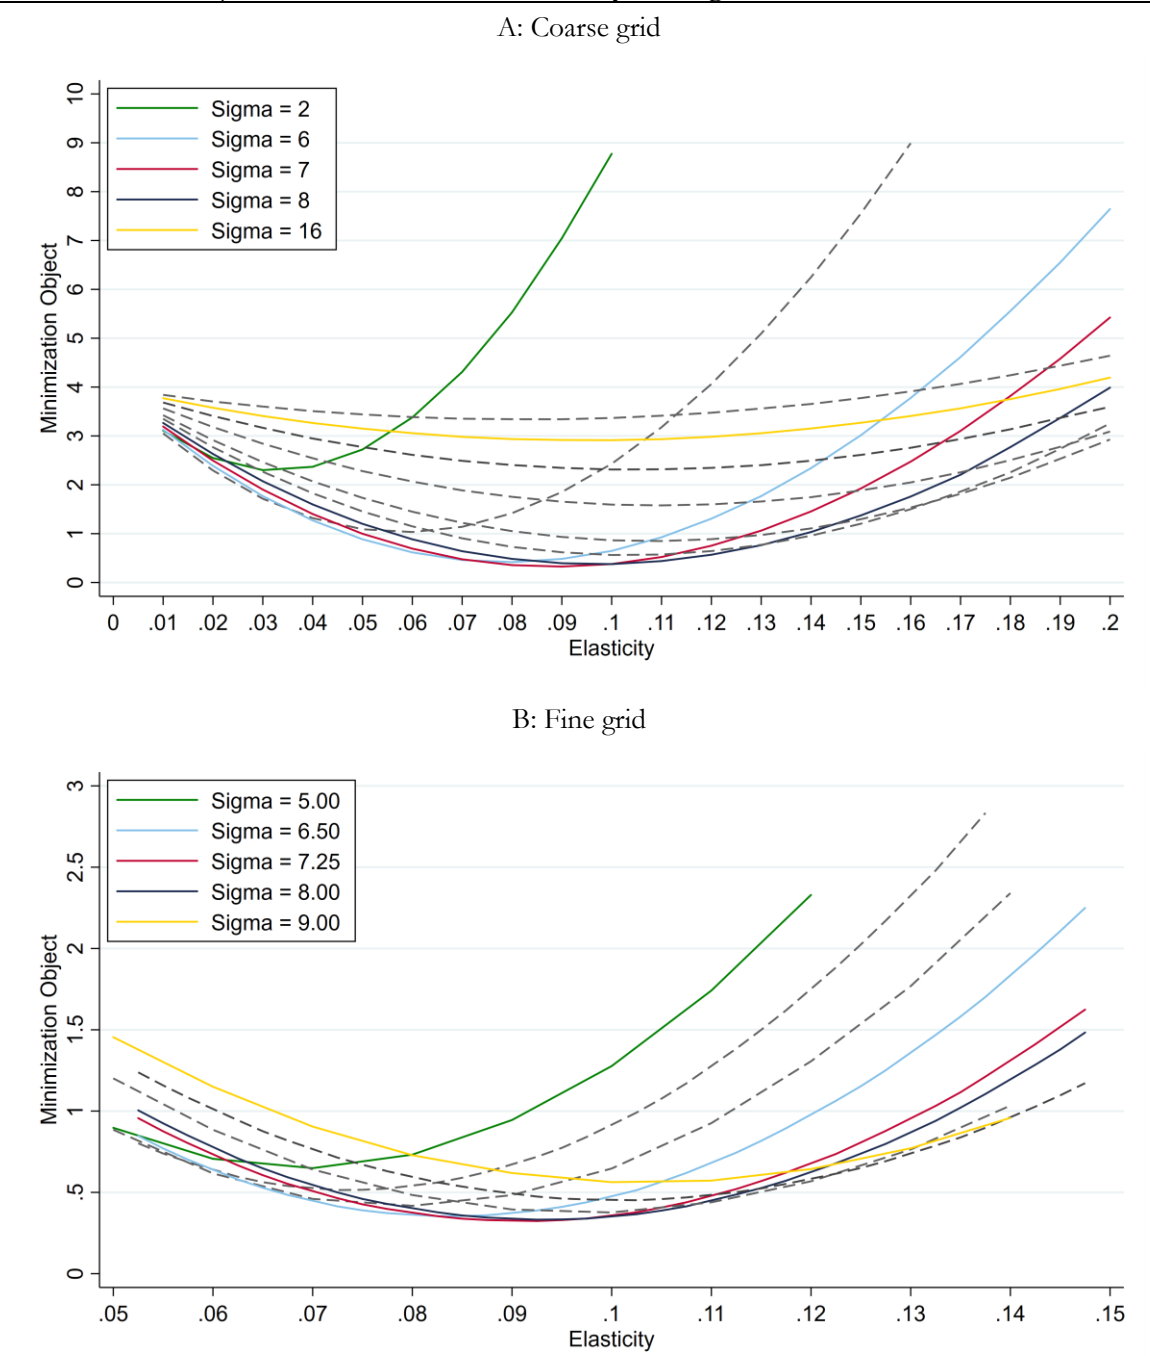 A: Coarse grid
Sigma = 2
Sigma = 6
Sigma = 7
Sigma = 8
Sigma = 16
Minimization Object
10
9
8
7
6
5
4
3
2
1
0
0 .01 .02 .03 .04 .05 .06 .07 .08 .09 .1 .11 .12 .13 .14 .15 .16 .17 .18 .19 .2
Elasticity
B: Fine grid
Sigma = 5.00
Sigma = 6.50
Sigma = 7.25
Sigma = 8.00
Sigma = 9.00
Minimization Object
3
2.5
2
1.5
1
.5
0
.05 .06 .07 .08 .09 .1 .11 .12 .13 .14 .15
Elasticity